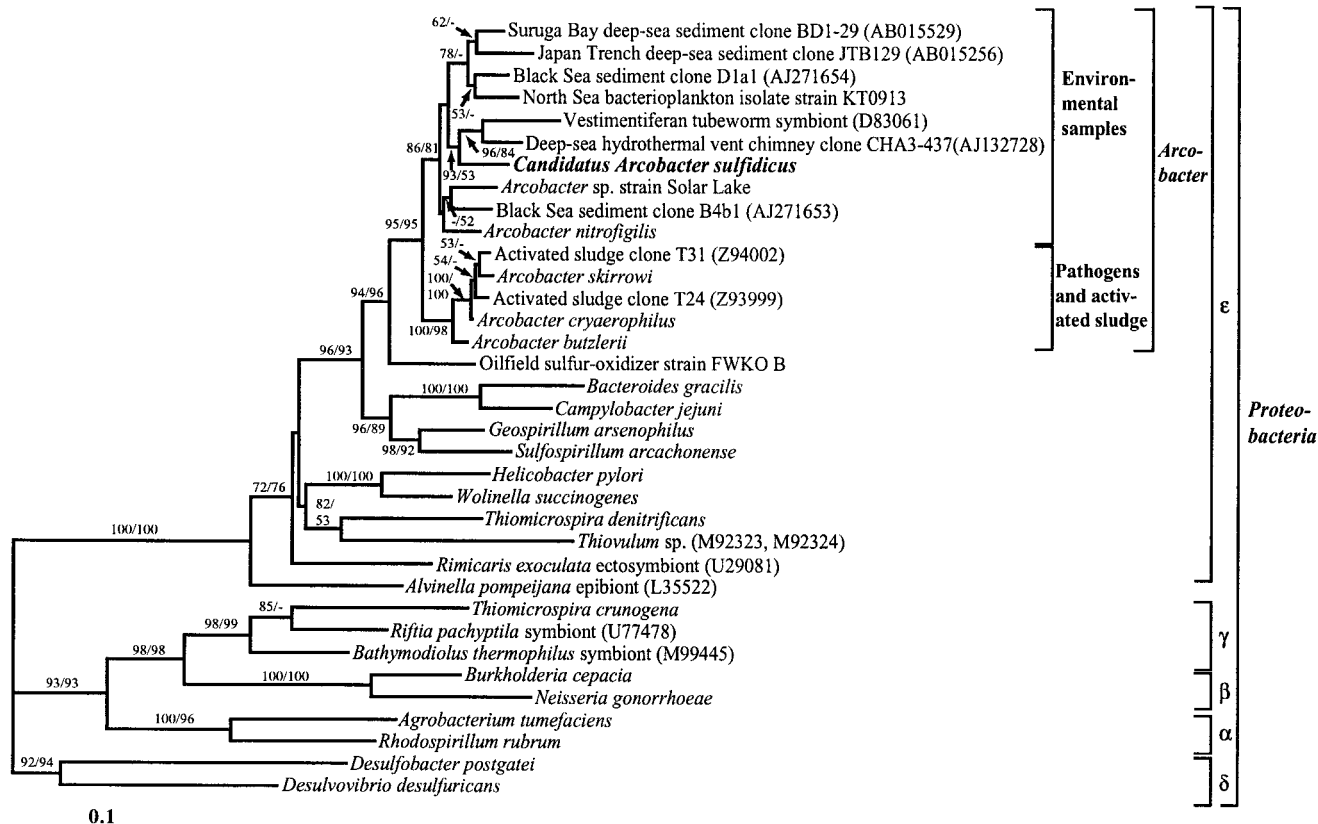 62/-
Suruga Bay deep-sea sediment clone BD1-29 (AB015529)
Japan Trench deep-sea sediment clone JTB129 (AB015256)
78/-
Black Sea sediment clone D1a1 (AJ271654)
North Sea bacterioplankton isolate strain KT0913
53/-
Vestimentiferan tubeworm symbiont (D83061)
Deep-sea hydrothermal vent chimney clone CHA3-437(AJ132728)
96/84
86/81
Candidatus Arcobacter sulfidicus
93/53
Arcobacter sp. strain Solar Lake
Black Sea sediment clone B4b1 (AJ271653)
-/52
95/95
Arcobacter nitrofigilis
53/-
Activated sludge clone T31 (Z94002)
54/-
Arcobacter skirrowi
100/
100
Activated sludge clone T24 (Z93999)
94/96
Arcobacter cryaerophilus
100/98
Arcobacter butzlerii
96/93
Oilfield sulfur-oxidizer strain FWKO B
100/100
Bacteroides gracilis
Campylobacter jejuni
96/89
Geospirillum arsenophilus
98/92
Sulfospirillum arcachonense
Helicobacter pylori
100/100
72/76
Wolinella succinogenes
82/
53
Thiomicrospira denitrificans
100/100
Thiovulum sp. (M92323, M92324)
Rimicaris exoculata ectosymbiont (U29081)
Alvinella pompeijana epibiont (L35522)
85/-
Thiomicrospira crunogena
98/99
Riftia pachyptila symbiont (U77478)
98/98
Bathymodiolus thermophilus symbiont (M99445)
100/100
Burkholderia cepacia
93/93
Neisseria gonorrhoeae
100/96
Agrobacterium tumefaciens
Rhodospirillum rubrum
92/94
Desulfobacter postgatei
Desulvovibrio desulfuricans
0.1
Environ-
mental
samples
Pathogens
and activ-
ated sludge
Arco-
bacter
ε
γ
β
α
δ
Proteo-
bacteria